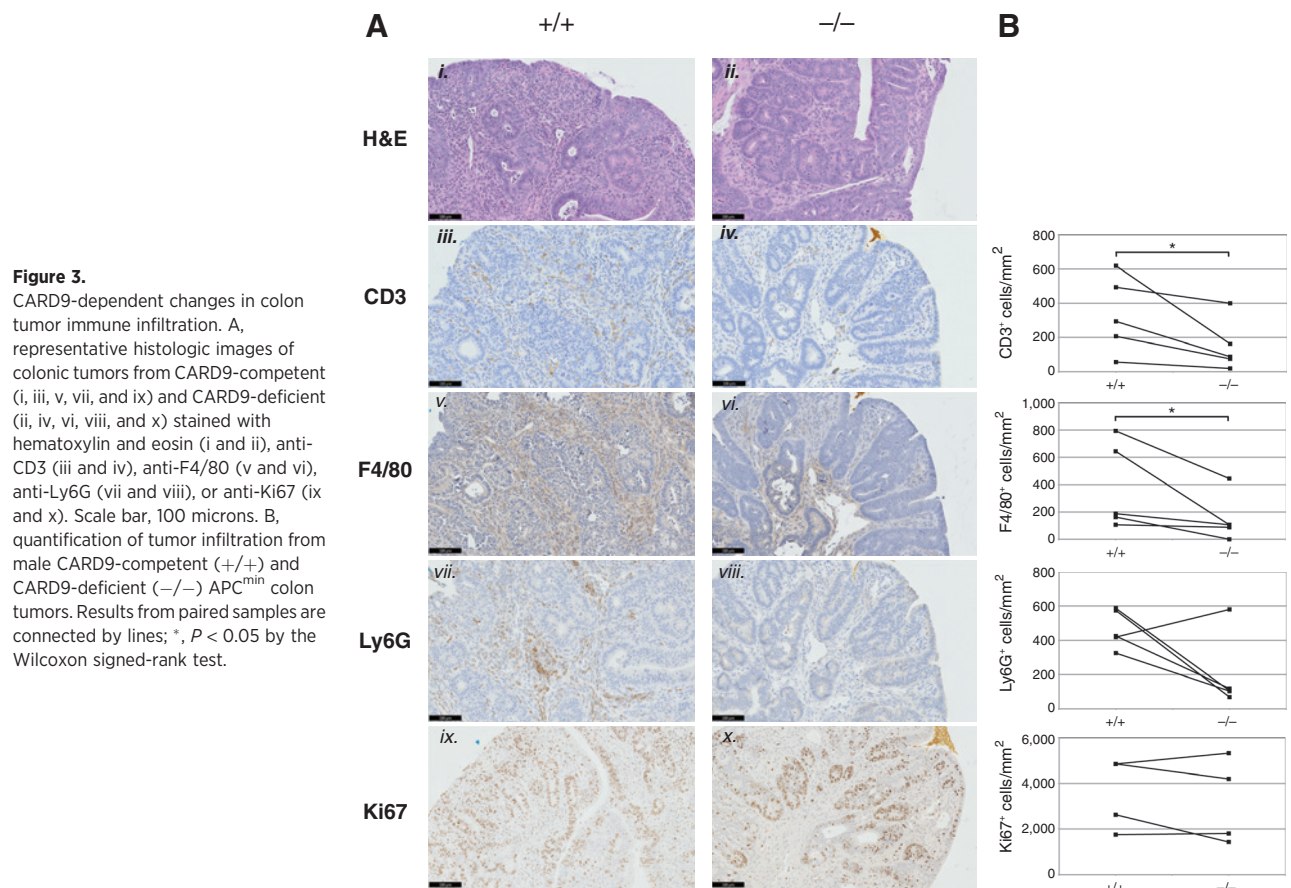 Figure 3.
CARD9-dependent changes in colon
tumor immune infiltration. A,
representative histologic images of
colonic tumors from CARD9-competent
(i, iii, v, vii, and ix) and CARD9-deficient
(ii, iv, vi, viii, and x) stained with
hematoxylin and eosin (i and ii), anti-
CD3 (iii and iv), anti-F4/80 (v and vi),
anti-Ly6G (vii and viii), or anti-Ki67 (ix
and x). Scale bar, 100 microns. B,
quantification of tumor infiltration from
male CARD9-competent (+/+) and
CARD9-deficient (−/−) APCmin colon
tumors. Results from paired samples are
connected by lines; *, P < 0.05 by the
Wilcoxon signed-rank test.
A
+/+
−/−
H&E
i.
ii.
CD3
iii.
iv.
F4/80
v.
vi.
Ly6G
vii.
viii.
Ki67
ix.
x.
B
CD3+ cells/mm2
800
600
400
200
0
*
+/+ −/−
F4/80+ cells/mm2
1,000
800
600
400
200
0
*
+/+ −/−
Ly6G+ cells/mm2
800
600
400
200
0
+/+ −/−
Ki67+ cells/mm2
6,000
4,000
2,000
0
+/+ −/−